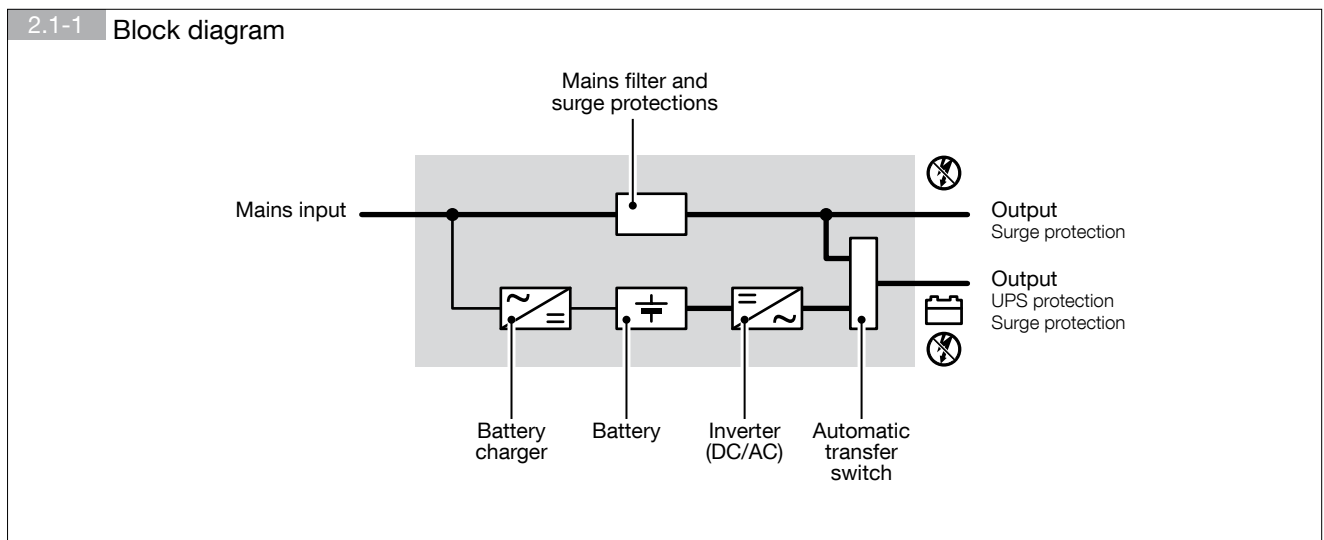 2.1-1 Block diagram
Mains filter and
surge protections
Mains input
Output
Surge protection
Output
UPS protection
Surge protection
Battery
charger
Battery
Inverter
(DC/AC)
Automatic
transfer
switch